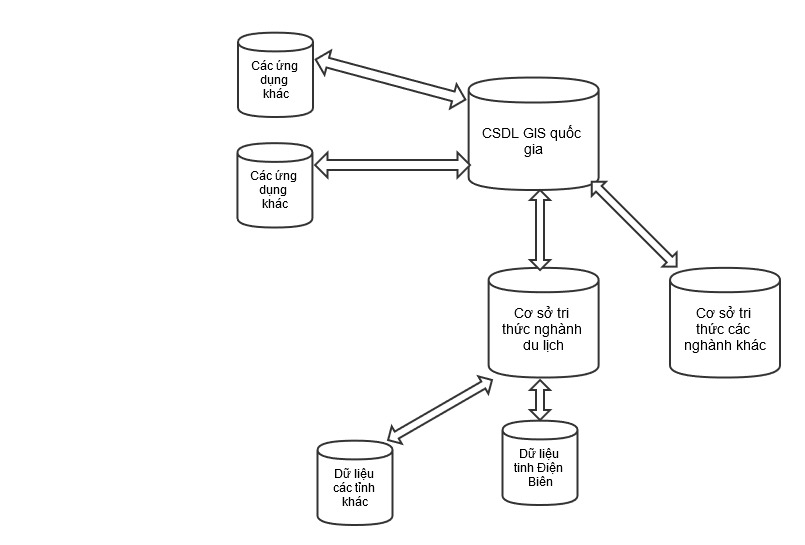 Các ứng
dụng
khác
CSDL GIS quốc
gia
Các ứng
dụng
khác
Cơ sở tri
thức nghành
du lịch
Cơ sở tri
thức các
nghành khác
Dữ liệu
các tỉnh
khác
Dữ liệu
tinh Điện
Biên